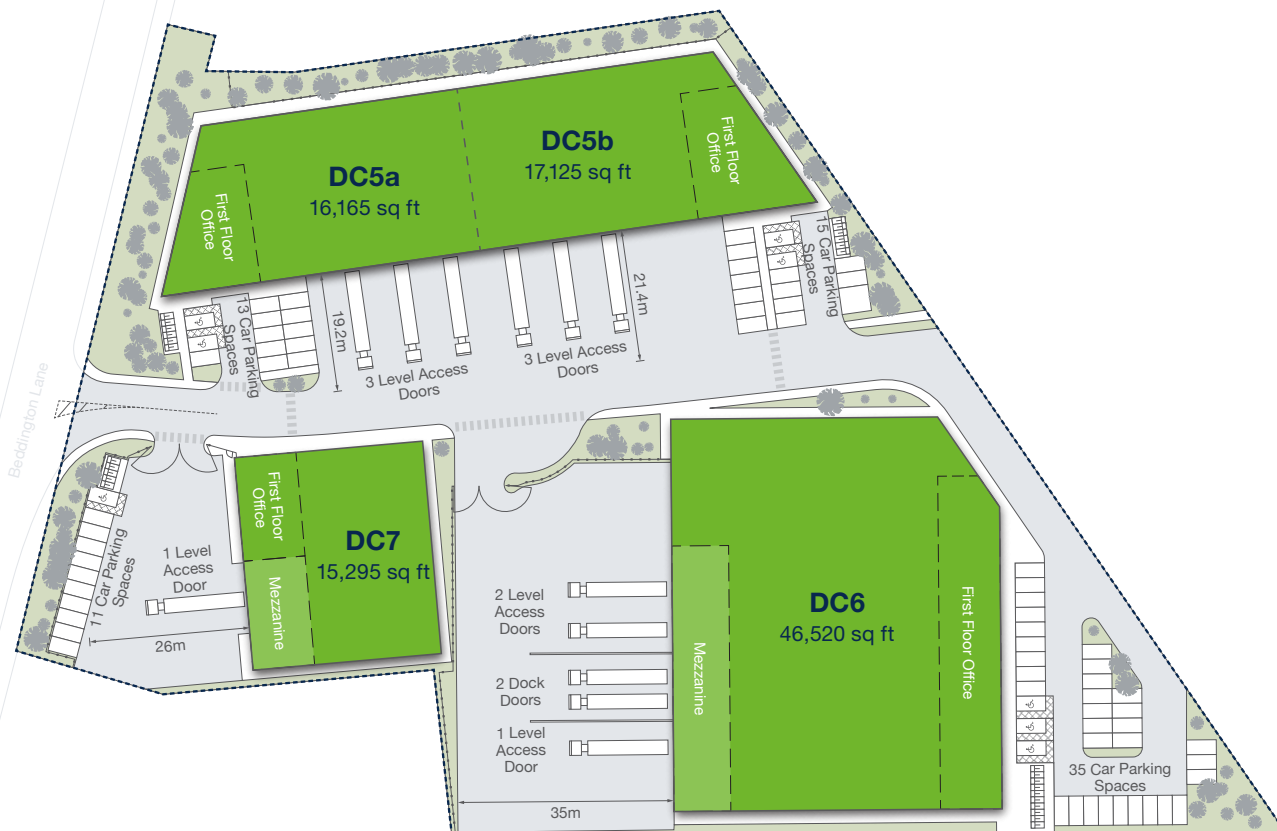 DC5a
16,165 sq ft
DC5b
17,125 sq ft
First Floor
Office
First Floor
Office
13 Car Parking
Spaces
19.2m
3 Level Access
Doors
3 Level Access
Doors
21.4m
15 Car Parking
Spaces
Beddington Lane
11 Car Parking
Spaces
1 Level
Access
Door
26m
First Floor
Office
Mezzanine
DC7
15,295 sq ft
2 Level
Access
Doors
2 Dock
Doors
1 Level
Access
Door
35m
Mezzanine
DC6
46,520 sq ft
First Floor Office
35 Car Parking
Spaces